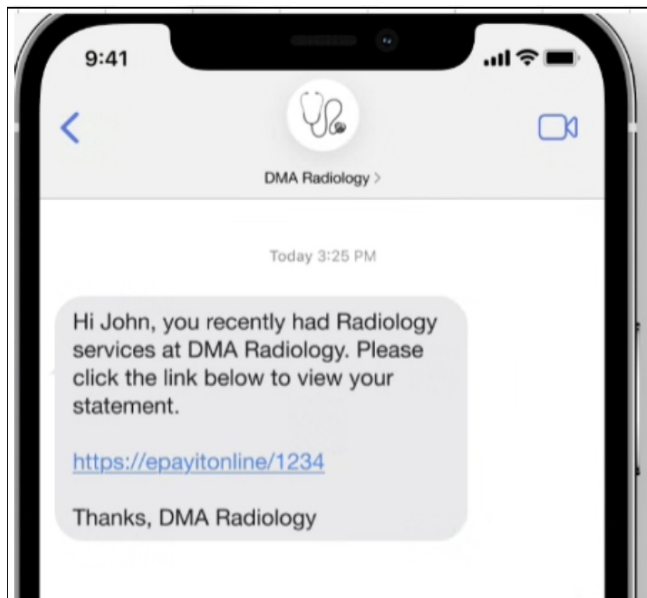 9:41
DMA Radiology >
Today 3:25 PM
Hi John, you recently had Radiology
services at DMA Radiology. Please
click the link below to view your
statement.
https://epayitonline/1234
Thanks, DMA Radiology